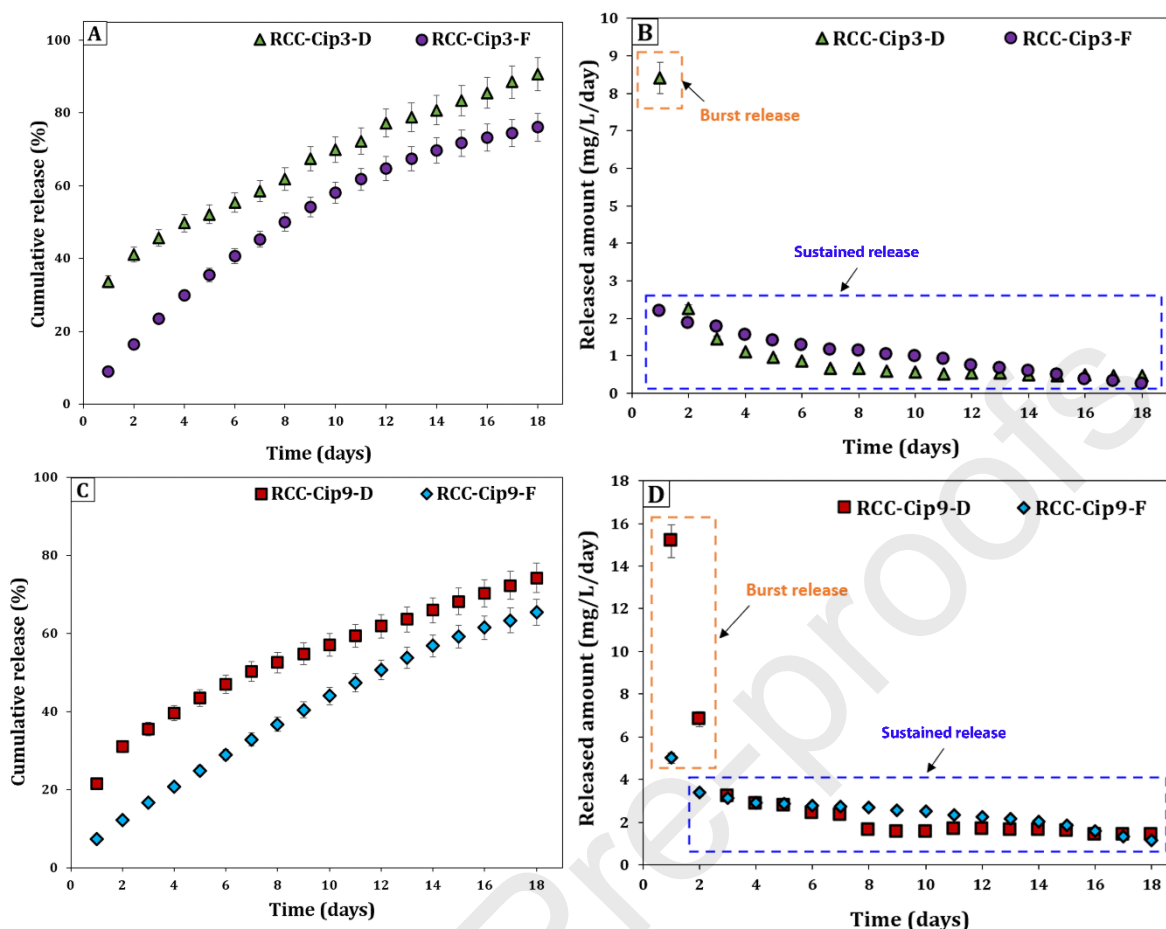 A
RCC-Cip3-D RCC-Cip3-F
Cumulative release (%)
100
80
60
40
20
0
0 2 4 6 8 10 12 14 16 18
Time (days)
B
RCC-Cip3-D RCC-Cip3-F
Burst release
Sustained release
Released amount (mg/L/day)
10
9
8
7
6
5
4
3
2
1
0
0 2 4 6 8 10 12 14 16 18
Time (days)
C
RCC-Cip9-D RCC-Cip9-F
Cumulative release (%)
100
80
60
40
20
0
0 2 4 6 8 10 12 14 16 18
Time (days)
D
RCC-Cip9-D RCC-Cip9-F
Burst release
Sustained release
Released amount (mg/L/day)
18
16
14
12
10
8
6
4
2
0
0 2 4 6 8 10 12 14 16 18
Time (days)
Pre-proofs